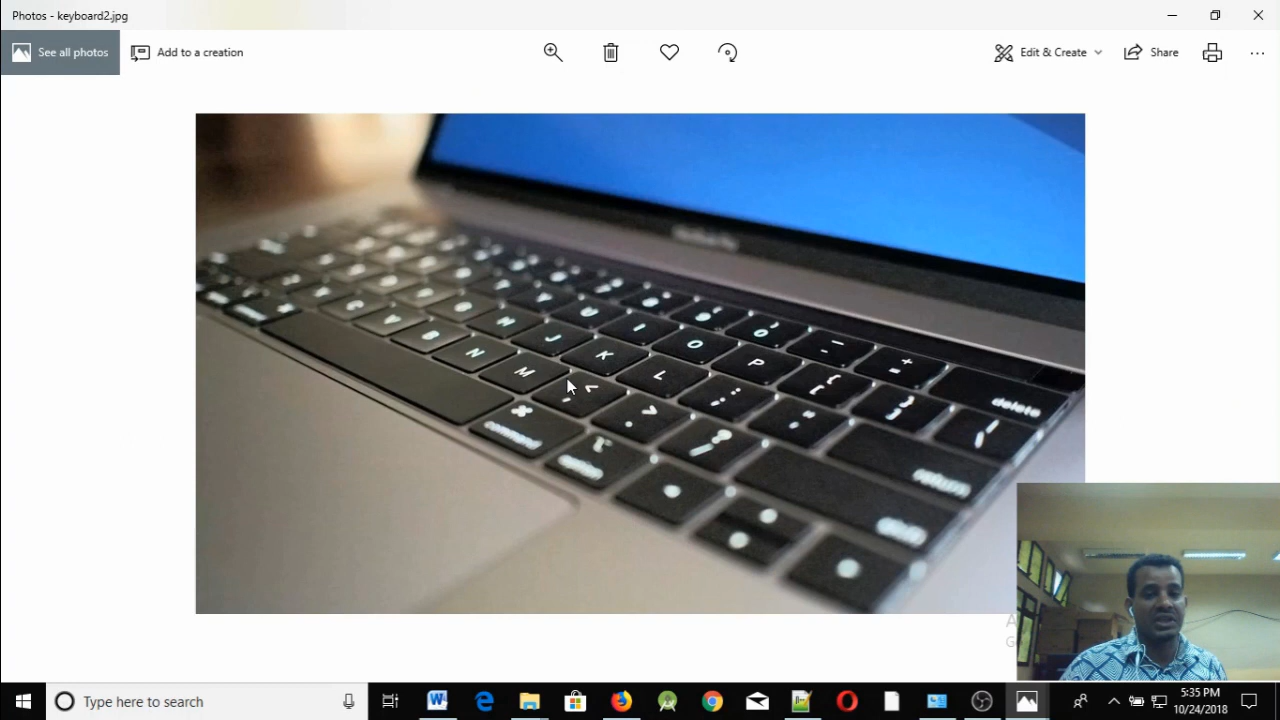 Photos - keyboard2.jpg
See all photos
Add to a creation
Edit & Create
Share
delete
return
shift
command
option
H
U
I
O
P
J
K
L
B
N
M
Type here to search
5:35 PM
10/24/2018